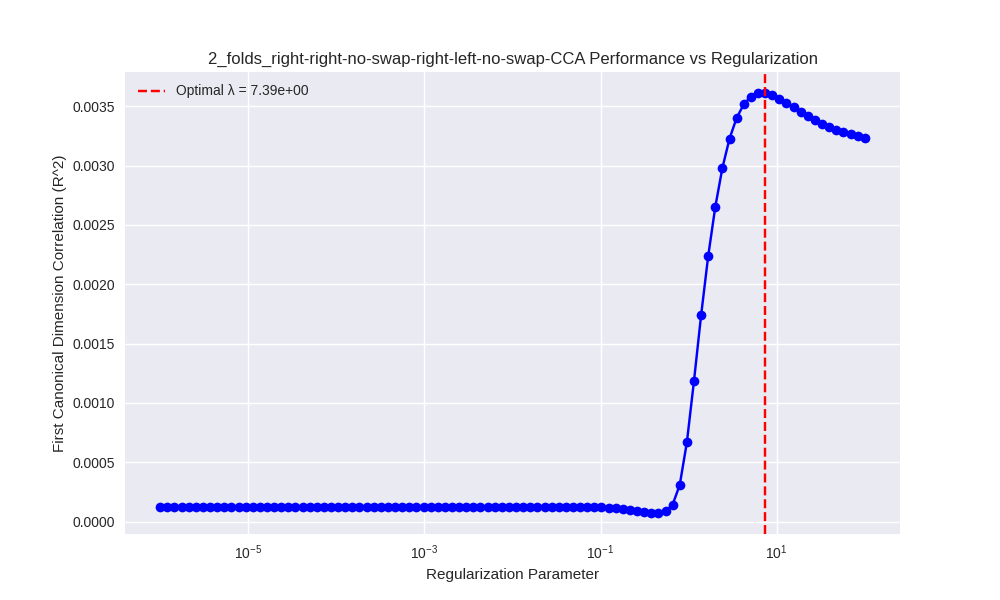 2_folds_right-right-no-swap-right-left-no-swap-CCA Performance vs Regularization
Optimal λ = 7.39e+00
First Canonical Dimension Correlation (R^2)
0.0035
0.0030
0.0025
0.0020
0.0015
0.0010
0.0005
0.0000
10⁻⁵ 10⁻³ 10⁻¹ 10¹
Regularization Parameter